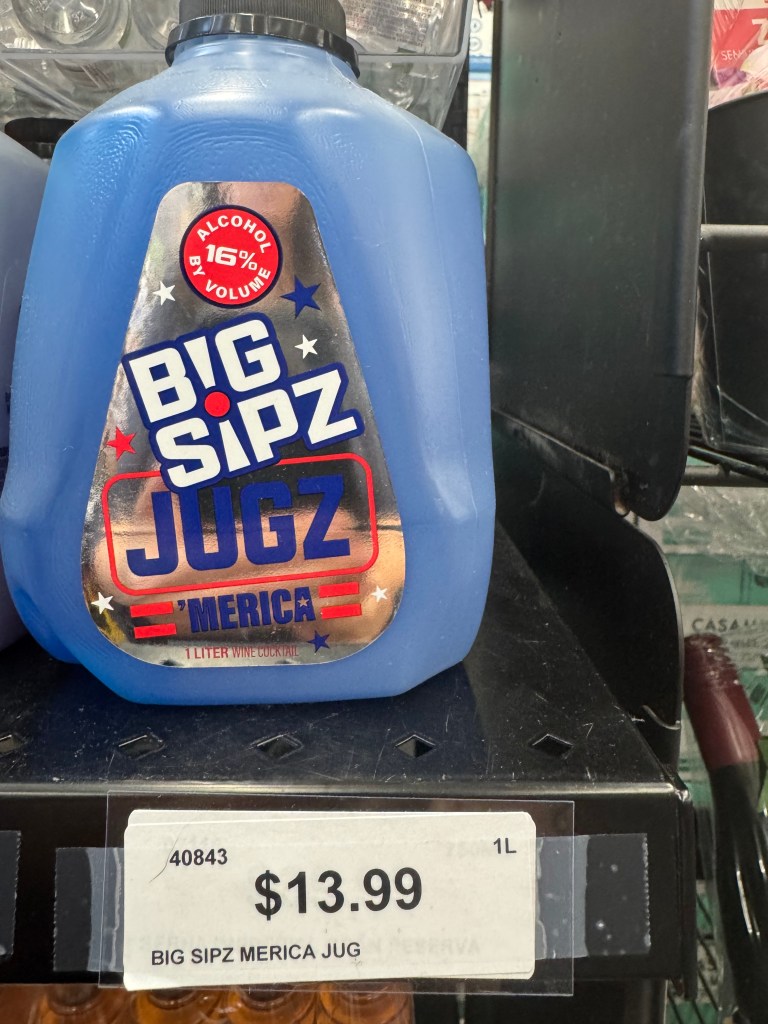 ALCOHOL
16%
BY VOLUME
BIG
SIPZ
JUGZ
'MERICA
1 LITER WINE COCKTAIL
40843
1L
$13.99
BIG SIPZ MERICA JUG